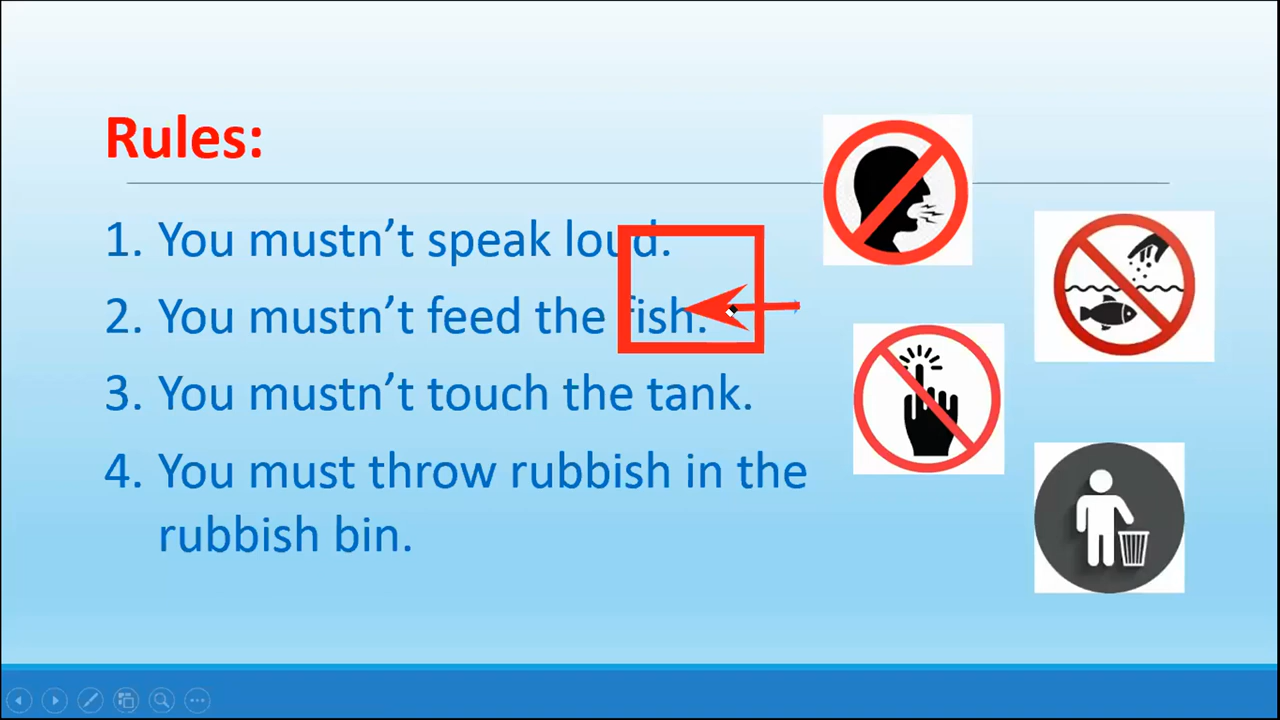 Rules:
1. You mustn't speak loud.
2. You mustn't feed the fish.
3. You mustn't touch the tank.
4. You must throw rubbish in the
rubbish bin.